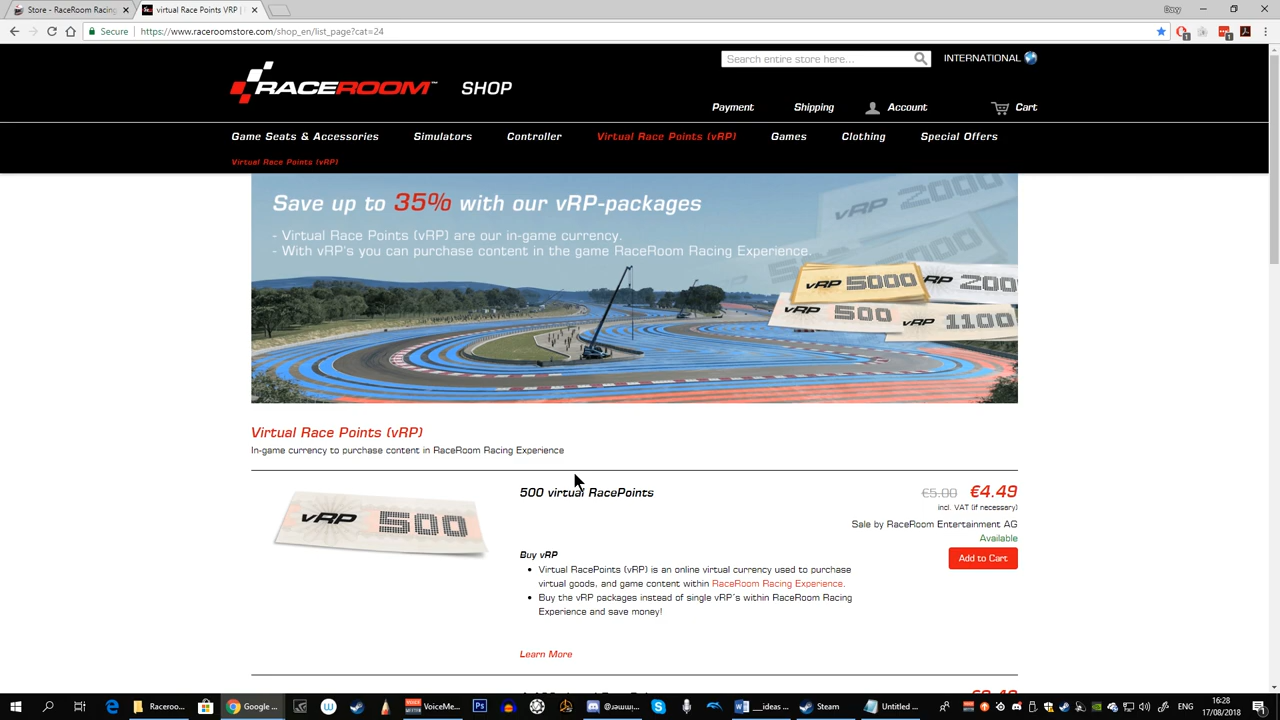 Store - RaceRoom Racing
virtual Race Points VRP |
Secure
https://www.raceroomstore.com/shop_en/list_page?cat=24
RACEROOM™ SHOP
Search entire store here...
INTERNATIONAL
Payment
Shipping
Account
Cart
Game Seats & Accessories
Simulators
Controller
Virtual Race Points (vRP)
Games
Clothing
Special Offers
Virtual Race Points (vRP)
Save up to 35% with our vRP-packages
- Virtual Race Points (vRP) are our in-game currency.
- With vRP's you can purchase content in the game RaceRoom Racing Experience.
vRP 2000
vRP 5000
vRP 500
vRP 1100
Virtual Race Points (vRP)
In-game currency to purchase content in RaceRoom Racing Experience
vRP 500
500 virtual RacePoints
€5.00 €4.49
incl. VAT (if necessary)
Sale by RaceRoom Entertainment AG
Available
Add to Cart
Buy vRP
• Virtual RacePoints (vRP) is an online virtual currency used to purchase
virtual goods, and game content within RaceRoom Racing Experience.
• Buy the vRP packages instead of single vRP´s within RaceRoom Racing
Experience and save money!
Learn More
Raceroo...
Google ...
VoiceMe...
__ideas ...
Steam
Untitled ...
16:28
17/08/2018